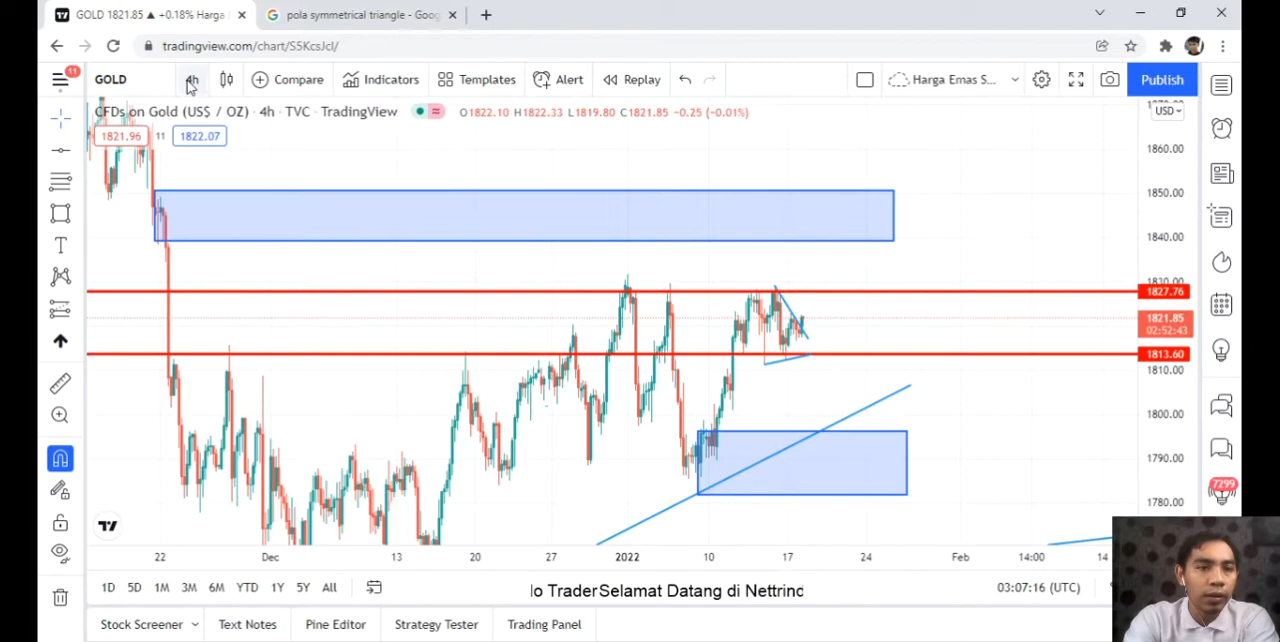 GOLD 1821.85 ▲ +0.18% Harga
pola symmetrical triangle - Goog
tradingview.com/chart/S5KcsJcl/
11
GOLD
4h
Compare
Indicators
Templates
Alert
Replay
Harga Emas S...
Publish
CFDs on Gold (US$ / OZ) · 4h · TVC · TradingView
O1822.10 H1822.33 L1819.80 C1821.85 −0.25 (−0.01%)
USD
1821.96 11 1822.07
1860.00
1850.00
1840.00
1830.00
1827.76
1821.85
02:52:43
1813.60
1810.00
1800.00
1790.00
1780.00
7299
22 Dec 13 20 27 2022 10 17 24 Feb 14:00 14
1D 5D 1M 3M 6M YTD 1Y 5Y All
lo TraderSelamat Datang di Nettrind
03:07:16 (UTC)
Stock Screener Text Notes Pine Editor Strategy Tester Trading Panel